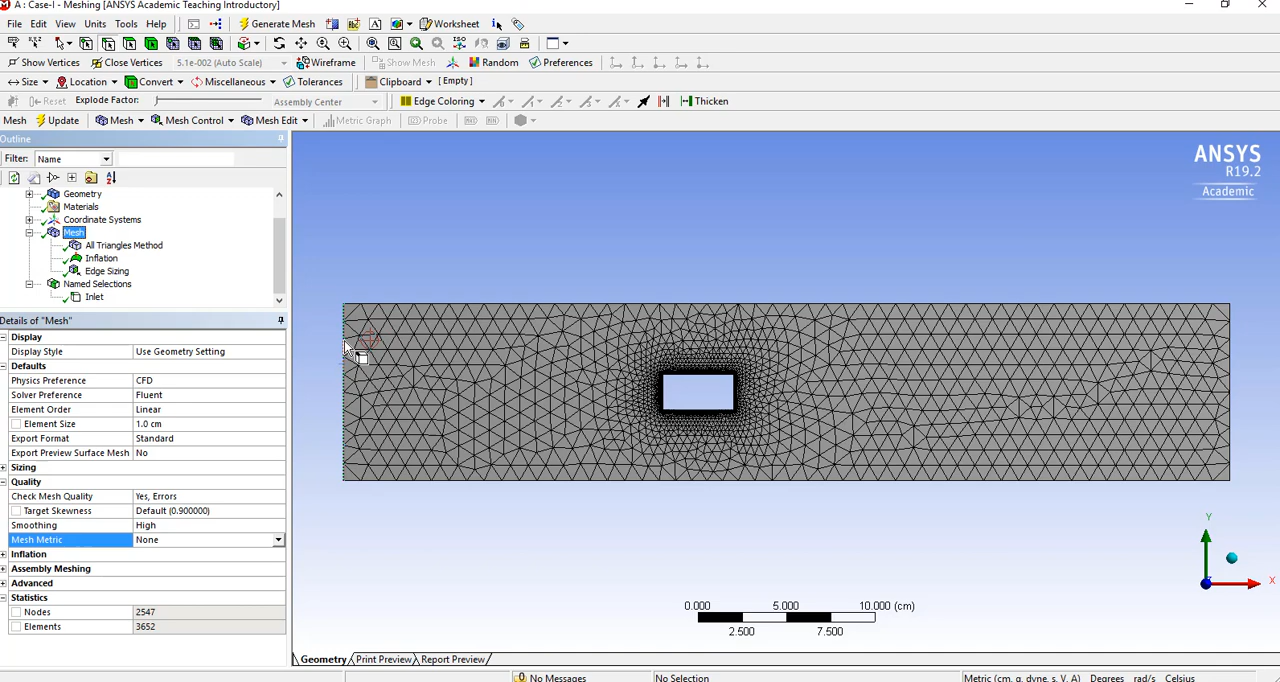 A : Case-I - Meshing [ANSYS Academic Teaching Introductory]
File Edit View Units Tools Help Generate Mesh A Worksheet
Show Vertices Close Vertices 5.1e-002 (Auto Scale) Wireframe Show Mesh Random Preferences
Size Location Convert Miscellaneous Tolerances Clipboard [Empty]
Reset Explode Factor: Assembly Center Edge Coloring Thicken
Mesh Update Mesh Mesh Control Mesh Edit Metric Graph Probe
Outline
Filter: Name
Geometry
Materials
Coordinate Systems
Mesh
All Triangles Method
Inflation
Edge Sizing
Named Selections
Inlet
Details of "Mesh"
Display
Display Style Use Geometry Setting
Defaults
Physics Preference CFD
Solver Preference Fluent
Element Order Linear
Element Size 1.0 cm
Export Format Standard
Export Preview Surface Mesh No
Sizing
Quality
Check Mesh Quality Yes, Errors
Target Skewness Default (0.900000)
Smoothing High
Mesh Metric None
Inflation
Assembly Meshing
Advanced
Statistics
Nodes 2547
Elements 3652
ANSYS
R19.2
Academic
Y
X
0.000 5.000 10.000 (cm)
2.500 7.500
Geometry Print Preview Report Preview
No Messages No Selection Metric (cm, g, dyne, s, V, A) Degrees rad/s Celsius